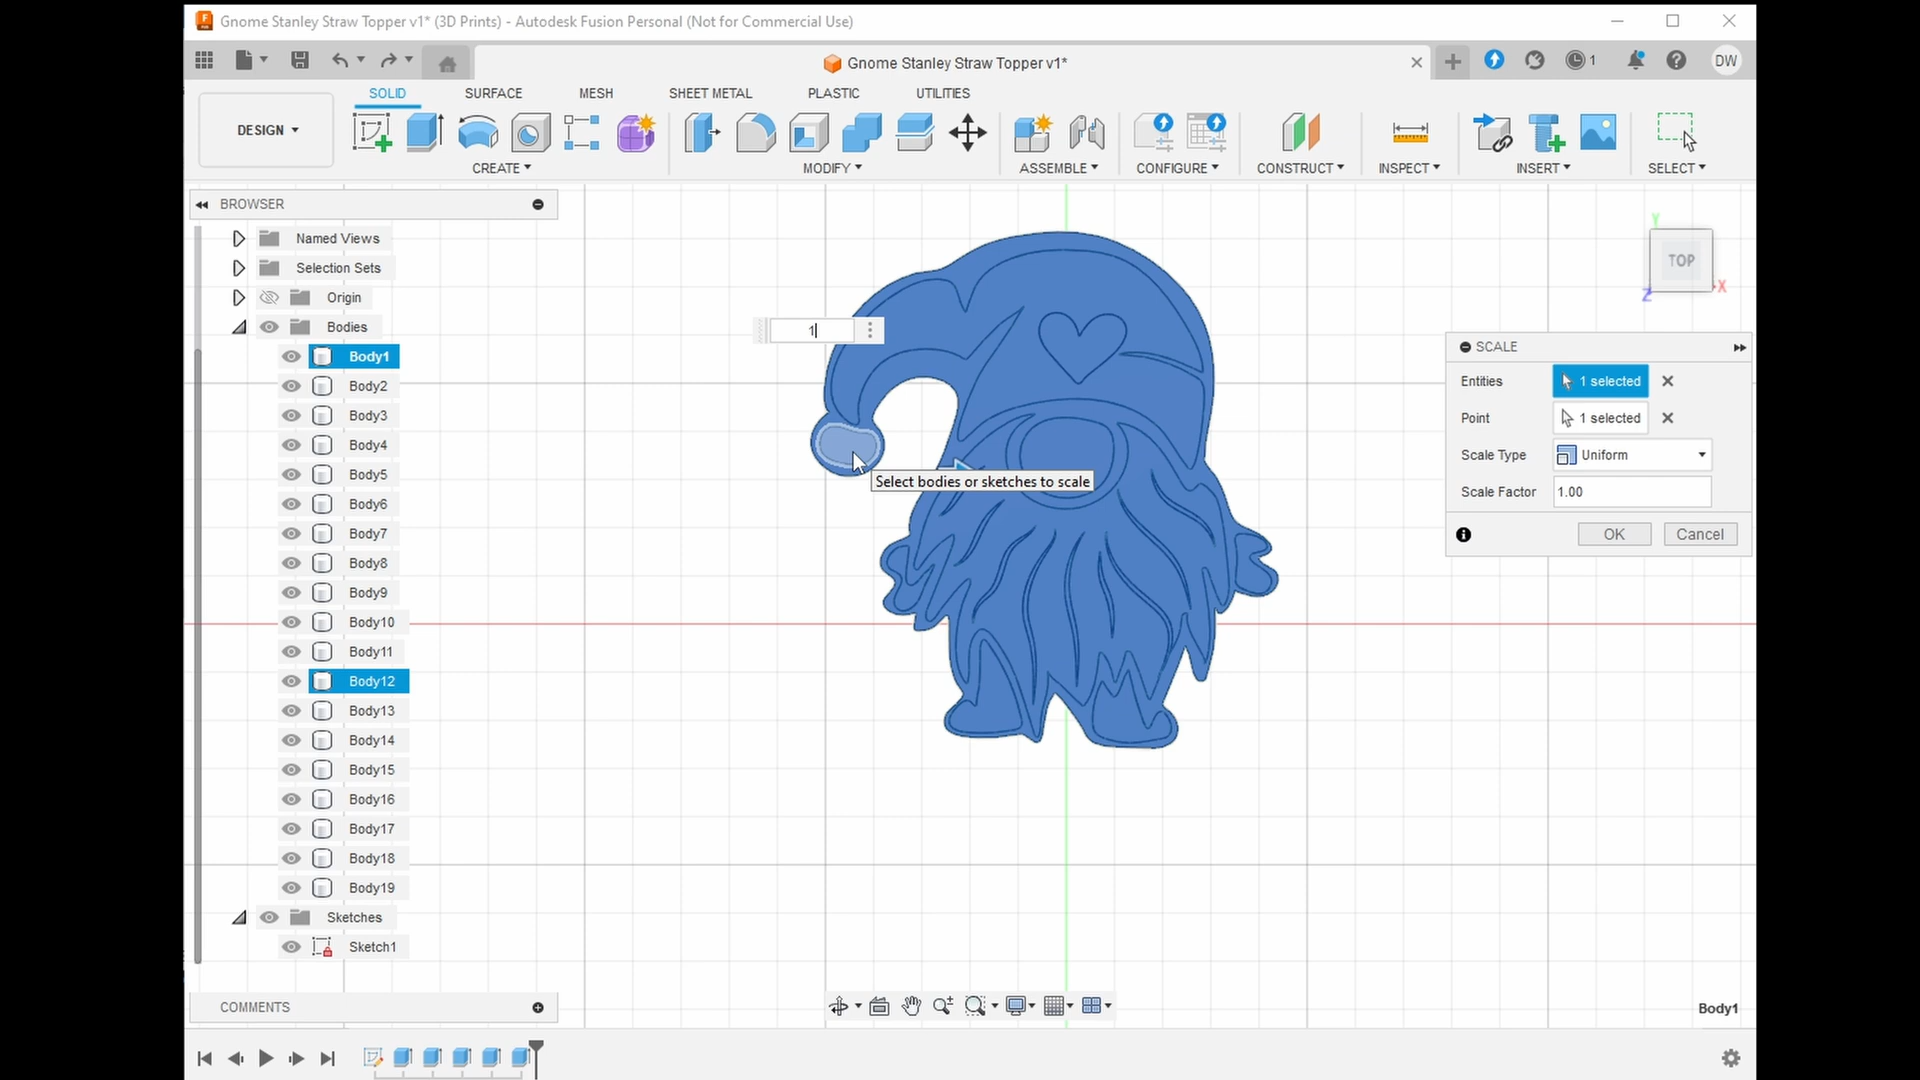 Gnome Stanley Straw Topper v1* (3D Prints) - Autodesk Fusion Personal (Not for Commercial Use)
Gnome Stanley Straw Topper v1*
1
DW
DESIGN
SOLID
SURFACE
MESH
SHEET METAL
PLASTIC
UTILITIES
CREATE
MODIFY
ASSEMBLE
CONFIGURE
CONSTRUCT
INSPECT
INSERT
SELECT
BROWSER
Named Views
Selection Sets
Origin
Bodies
Body1
Body2
Body3
Body4
Body5
Body6
Body7
Body8
Body9
Body10
Body11
Body12
Body13
Body14
Body15
Body16
Body17
Body18
Body19
Sketches
Sketch1
COMMENTS
1
Select bodies or sketches to scale
Y
TOP
X
Z
SCALE
Entities
1 selected
Point
1 selected
Scale Type
Uniform
Scale Factor
1.00
OK
Cancel
Body1